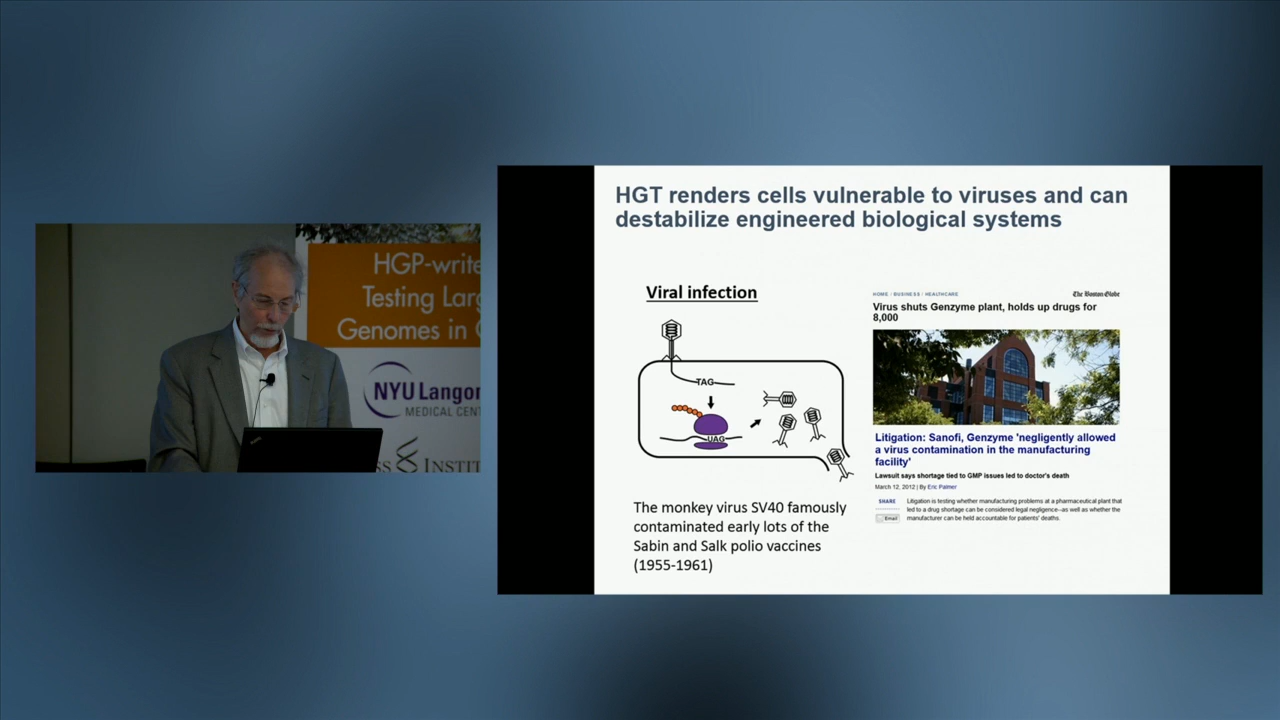 HGP-write
Testing Lar
Genomes in
NYU Lango
MEDICAL CENT
INSTIT
HGT renders cells vulnerable to viruses and can
destabilize engineered biological systems
Viral infection
TAG
UAG
The monkey virus SV40 famously
contaminated early lots of the
Sabin and Salk polio vaccines
(1955-1961)
HOME / BUSINESS / HEALTHCARE
The Boston Globe
Virus shuts Genzyme plant, holds up drugs for
8,000
Litigation: Sanofi, Genzyme 'negligently allowed
a virus contamination in the manufacturing
facility'
Lawsuit says shortage tied to GMP issues led to doctor's death
March 12, 2012 | By Eric Palmer
SHARE
Email
Litigation is testing whether manufacturing problems at a pharmaceutical plant that
led to a drug shortage can be considered legal negligence--as well as whether the
manufacturer can be held accountable for patients' deaths.